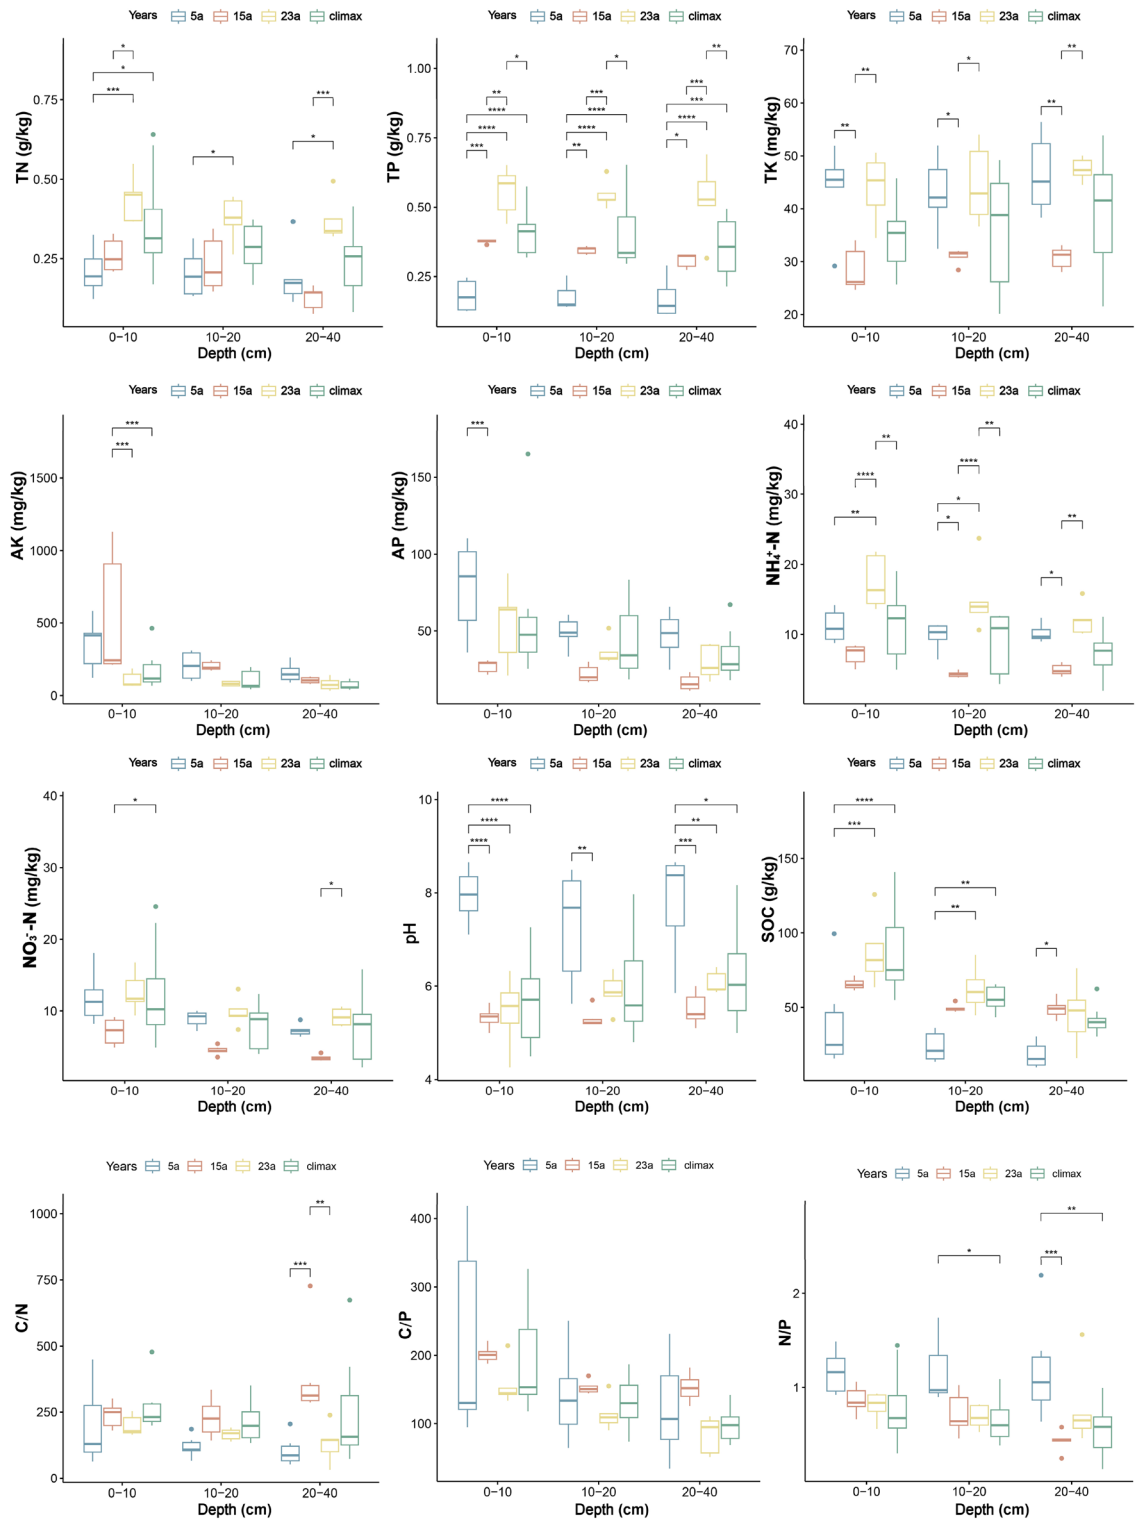 Years 5a 15a 23a climax
Years 5a 15a 23a climax
Years 5a 15a 23a climax
TN (g/kg)
0.75
0.50
0.25
* * *** * *** *
0−10 10−20 20−40
Depth (cm)
TP (g/kg)
1.00
0.75
0.50
0.25
* ** **** **** *** * *** **** **** ** ** *** *** **** *
0−10 10−20 20−40
Depth (cm)
TK (g/kg)
70
60
50
40
30
20
** ** * * ** **
0−10 10−20 20−40
Depth (cm)
Years 5a 15a 23a climax
Years 5a 15a 23a climax
Years 5a 15a 23a climax
AK (mg/kg)
1500
1000
500
0
*** ***
0−10 10−20 20−40
Depth (cm)
AP (mg/kg)
150
100
50
***
0−10 10−20 20−40
Depth (cm)
NH₄⁺-N (mg/kg)
40
30
20
10
** **** ** ** **** * * ** *
0−10 10−20 20−40
Depth (cm)
Years 5a 15a 23a climax
Years 5a 15a 23a climax
Years 5a 15a 23a climax
NO₃⁻-N (mg/kg)
40
30
20
10
* *
0−10 10−20 20−40
Depth (cm)
pH
10
8
6
4
**** **** **** ** * ** ***
0−10 10−20 20−40
Depth (cm)
SOC (g/kg)
150
100
50
**** *** ** ** *
0−10 10−20 20−40
Depth (cm)
Years 5a 15a 23a climax
Years 5a 15a 23a climax
Years 5a 15a 23a climax
C/N
1000
750
500
250
0
** ***
0−10 10−20 20−40
Depth (cm)
C/P
400
300
200
100
0−10 10−20 20−40
Depth (cm)
N/P
2
1
* ** ***
0−10 10−20 20−40
Depth (cm)